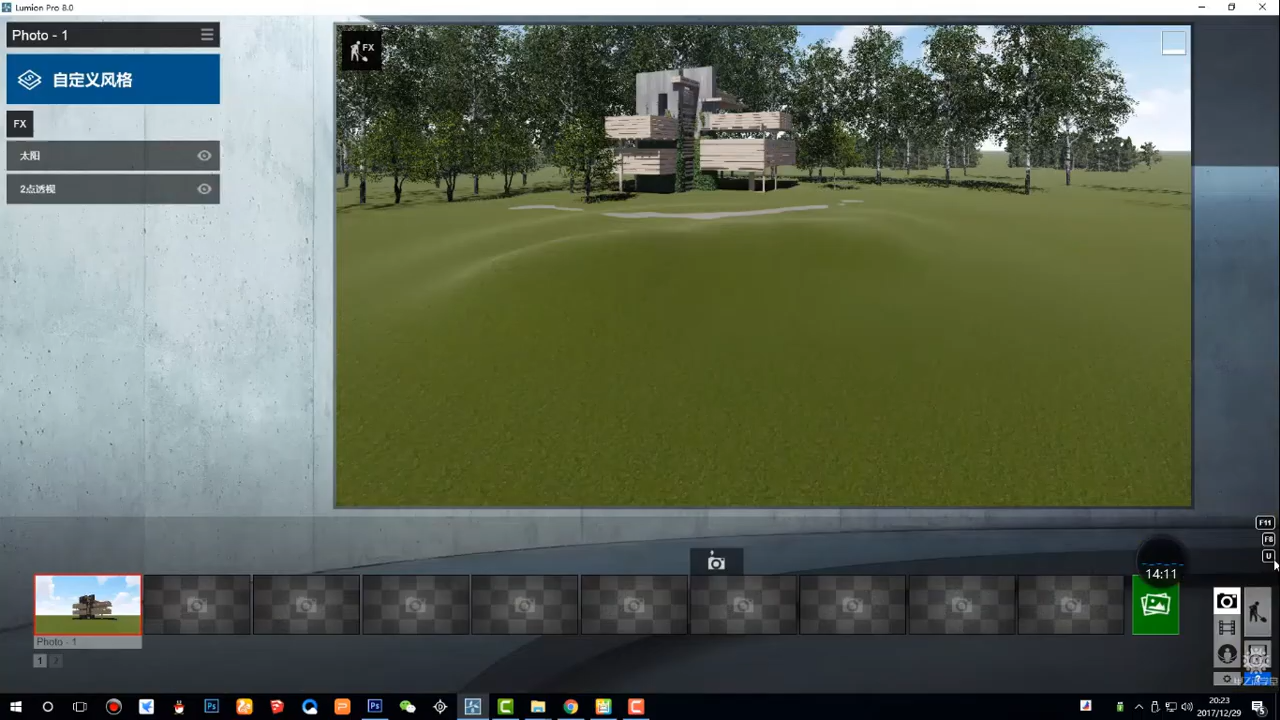 Lumion Pro 8.0
Photo - 1
自定义风格
FX
太阳
2点透视
FX
F11
F8
U
14:11
Photo - 1
1
2
20:23
2017/12/29